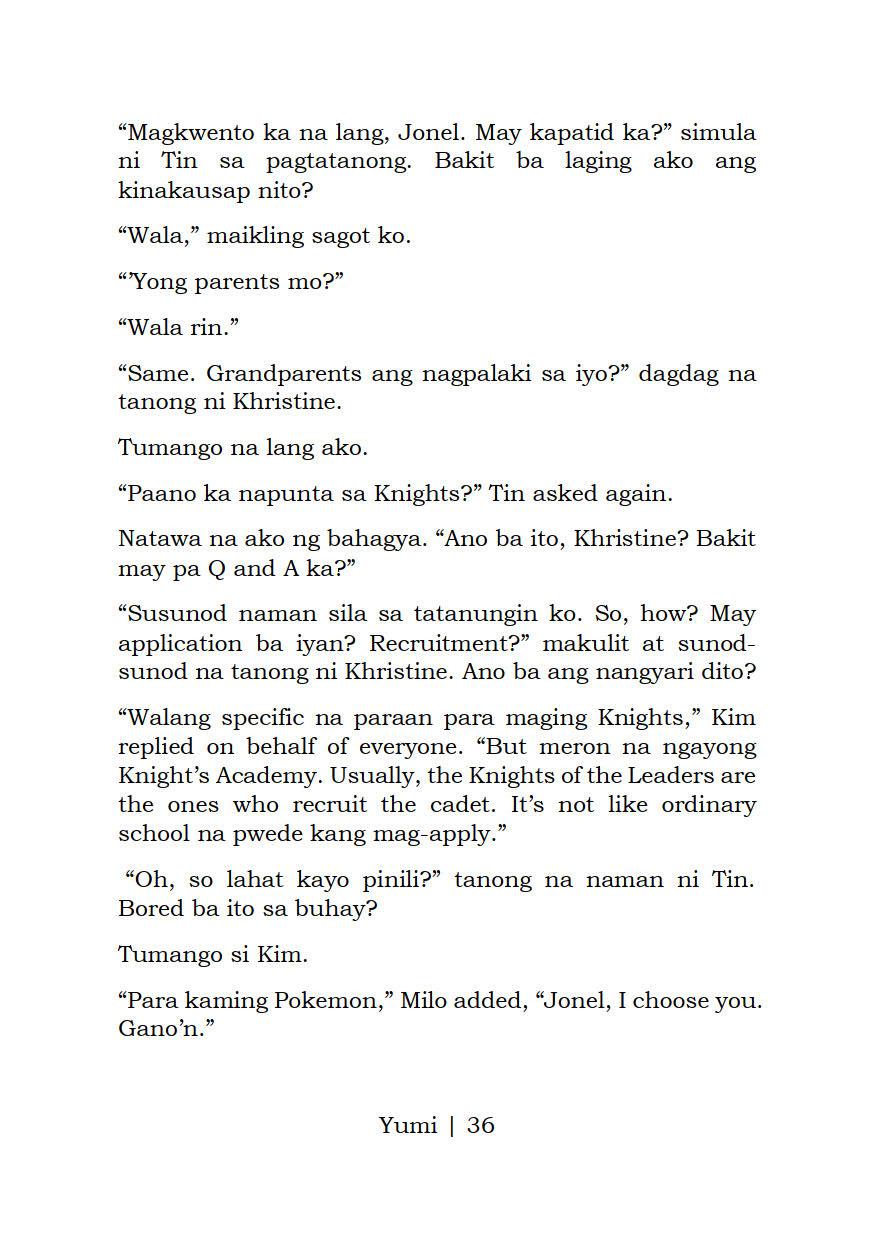 “Magkwento ka na lang, Jonel. May kapatid ka?” simula
ni Tin sa pagtatanong. Bakit ba laging ako ang
kinakausap nito?
“Wala,” maikling sagot ko.
“’Yong parents mo?”
“Wala rin.”
“Same. Grandparents ang nagpalaki sa iyo?” dagdag na
tanong ni Khristine.
Tumango na lang ako.
“Paano ka napunta sa Knights?” Tin asked again.
Natawa na ako ng bahagya. “Ano ba ito, Khristine? Bakit
may pa Q and A ka?”
“Susunod naman sila sa tatanungin ko. So, how? May
application ba iyan? Recruitment?” makulit at sunod-
sunod na tanong ni Khristine. Ano ba ang nangyari dito?
“Walang specific na paraan para maging Knights,” Kim
replied on behalf of everyone. “But meron na ngayong
Knight’s Academy. Usually, the Knights of the Leaders are
the ones who recruit the cadet. It’s not like ordinary
school na pwede kang mag-apply.”
“Oh, so lahat kayo pinili?” tanong na naman ni Tin.
Bored ba ito sa buhay?
Tumango si Kim.
“Para kaming Pokemon,” Milo added, “Jonel, I choose you.
Gano’n.”
Yumi | 36